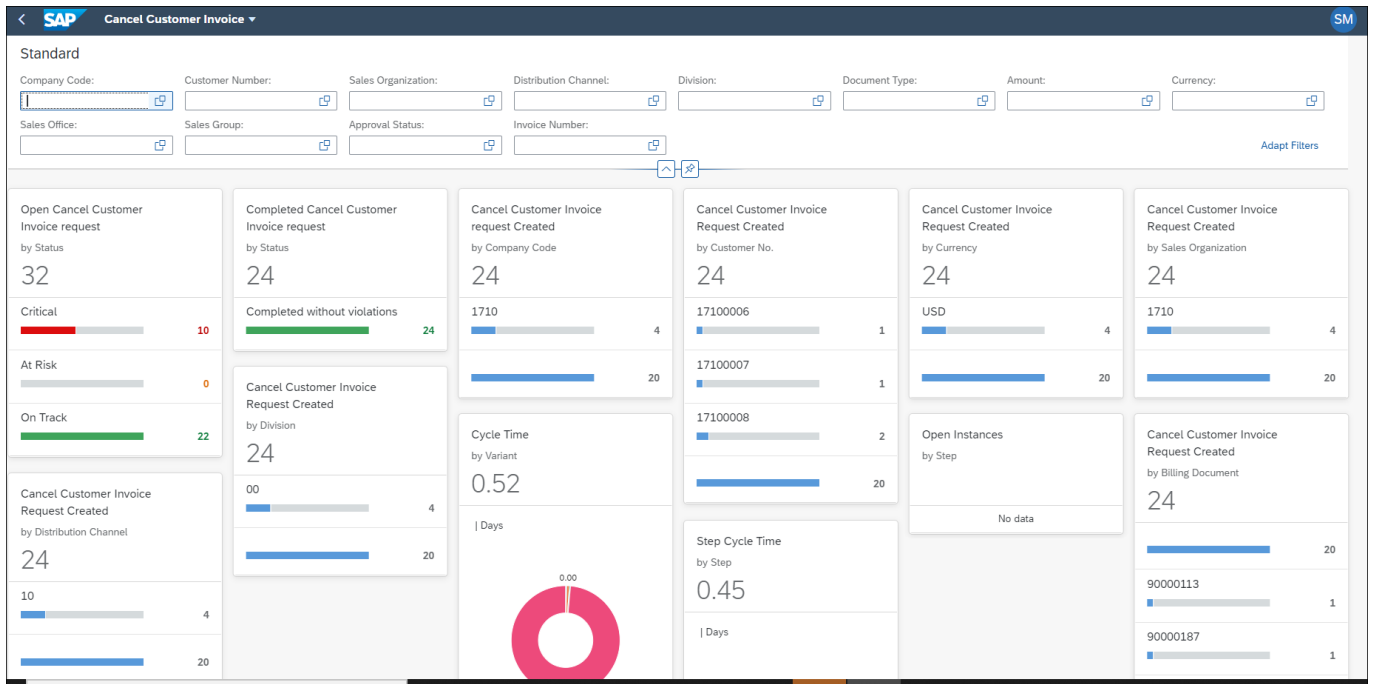 SAP
Cancel Customer Invoice
SM
Standard
Company Code:
Customer Number:
Sales Organization:
Distribution Channel:
Division:
Document Type:
Amount:
Currency:
Sales Office:
Sales Group:
Approval Status:
Invoice Number:
Adapt Filters
Open Cancel Customer
Invoice request
by Status
32
Critical
10
At Risk
0
On Track
22
Cancel Customer Invoice
Request Created
by Distribution Channel
24
10
4
20
Completed Cancel Customer
Invoice request
by Status
24
Completed without violations
24
Cancel Customer Invoice
Request Created
by Division
24
00
4
20
Cancel Customer Invoice
request Created
by Company Code
24
1710
4
20
Cycle Time
by Variant
0.52
| Days
0.00
Cancel Customer Invoice
Request Created
by Customer No.
24
17100006
1
17100007
1
17100008
2
20
Step Cycle Time
by Step
0.45
| Days
Cancel Customer Invoice
Request Created
by Currency
24
USD
4
20
Open Instances
by Step
No data
Cancel Customer Invoice
Request Created
by Sales Organization
24
1710
4
20
Cancel Customer Invoice
Request Created
by Billing Document
24
20
90000113
1
90000187
1